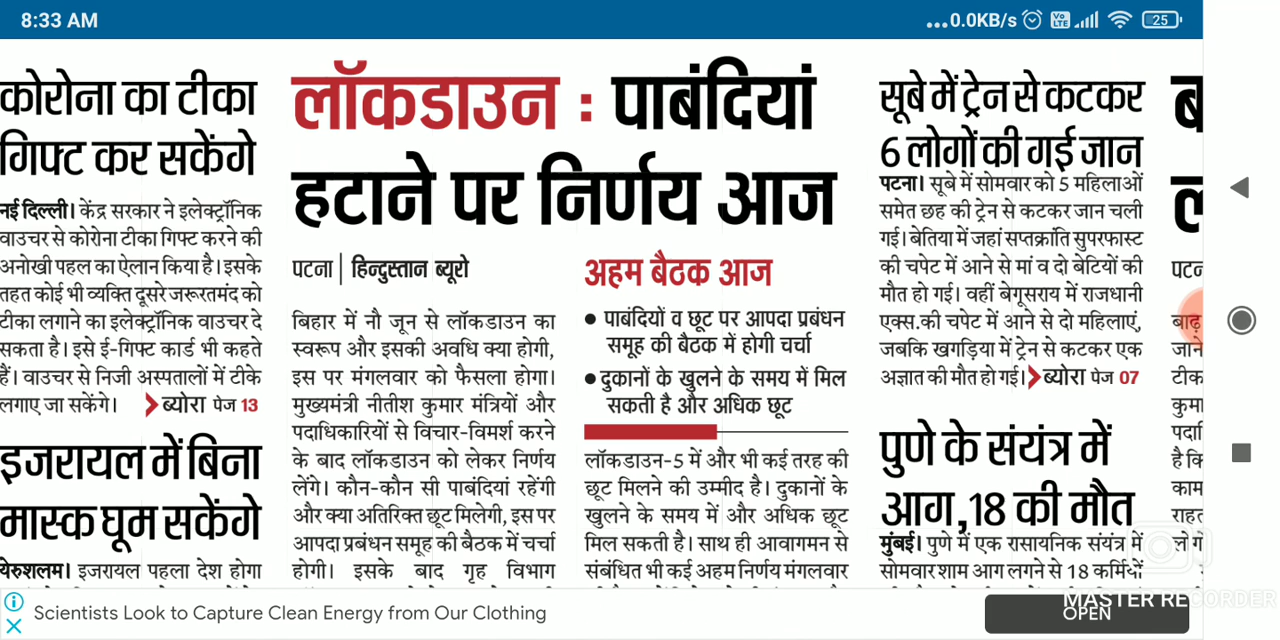 8:33 AM
...0.0KB/s
Vo
LTE
25
कोरोना का टीका
गिफ्ट कर सकेंगे
नई दिल्ली। केंद्र सरकार ने इलेक्ट्रॉनिक
वाउचर से कोरोना टीका गिफ्ट करने की
अनोखी पहल का ऐलान किया है। इसके
तहत कोई भी व्यक्ति दूसरे जरूरतमंद को
टीका लगाने का इलेक्ट्रॉनिक वाउचर दे
सकता है। इसे ई-गिफ्ट कार्ड भी कहते
हैं। वाउचर से निजी अस्पतालों में टीके
लगाए जा सकेंगे। ब्योरा पेज 13
इजरायल में बिना
मास्क घूम सकेंगे
येरुशलम। इजरायल पहला देश होगा
लॉकडाउन : पाबंदियां
हटाने पर निर्णय आज
पटना | हिन्दुस्तान ब्यूरो
बिहार में नौ जून से लॉकडाउन का
स्वरूप और इसकी अवधि क्या होगी,
इस पर मंगलवार को फैसला होगा।
मुख्यमंत्री नीतीश कुमार मंत्रियों और
पदाधिकारियों से विचार-विमर्श करने
के बाद लॉकडाउन को लेकर निर्णय
लेंगे। कौन-कौन सी पाबंदियां रहेंगी
और क्या अतिरिक्त छूट मिलेगी, इस पर
आपदा प्रबंधन समूह की बैठक में चर्चा
होगी। इसके बाद गृह विभाग
अहम बैठक आज
● पाबंदियों व छूट पर आपदा प्रबंधन
समूह की बैठक में होगी चर्चा
● दुकानों के खुलने के समय में मिल
सकती है और अधिक छूट
लॉकडाउन-5 में और भी कई तरह की
छूट मिलने की उम्मीद है। दुकानों के
खुलने के समय में और अधिक छूट
मिल सकती है। साथ ही आवागमन से
संबंधित भी कई अहम निर्णय मंगलवार
सूबे में ट्रेन से कटकर
6 लोगों की गई जान
पटना। सूबे में सोमवार को 5 महिलाओं
समेत छह की ट्रेन से कटकर जान चली
गई। बेतिया में जहां सप्तक्रांति सुपरफास्ट
की चपेट में आने से मां व दो बेटियों की
मौत हो गई। वहीं बेगूसराय में राजधानी
एक्स.की चपेट में आने से दो महिलाएं,
जबकि खगड़िया में ट्रेन से कटकर एक
अज्ञात की मौत हो गई। ब्योरा पेज 07
पुणे के संयंत्र में
आग,18 की मौत
मुंबई। पुणे में एक रासायनिक संयंत्र में
सोमवार शाम आग लगने से 18 कर्मियों
Scientists Look to Capture Clean Energy from Our Clothing
OPEN
MASTER RECORDER